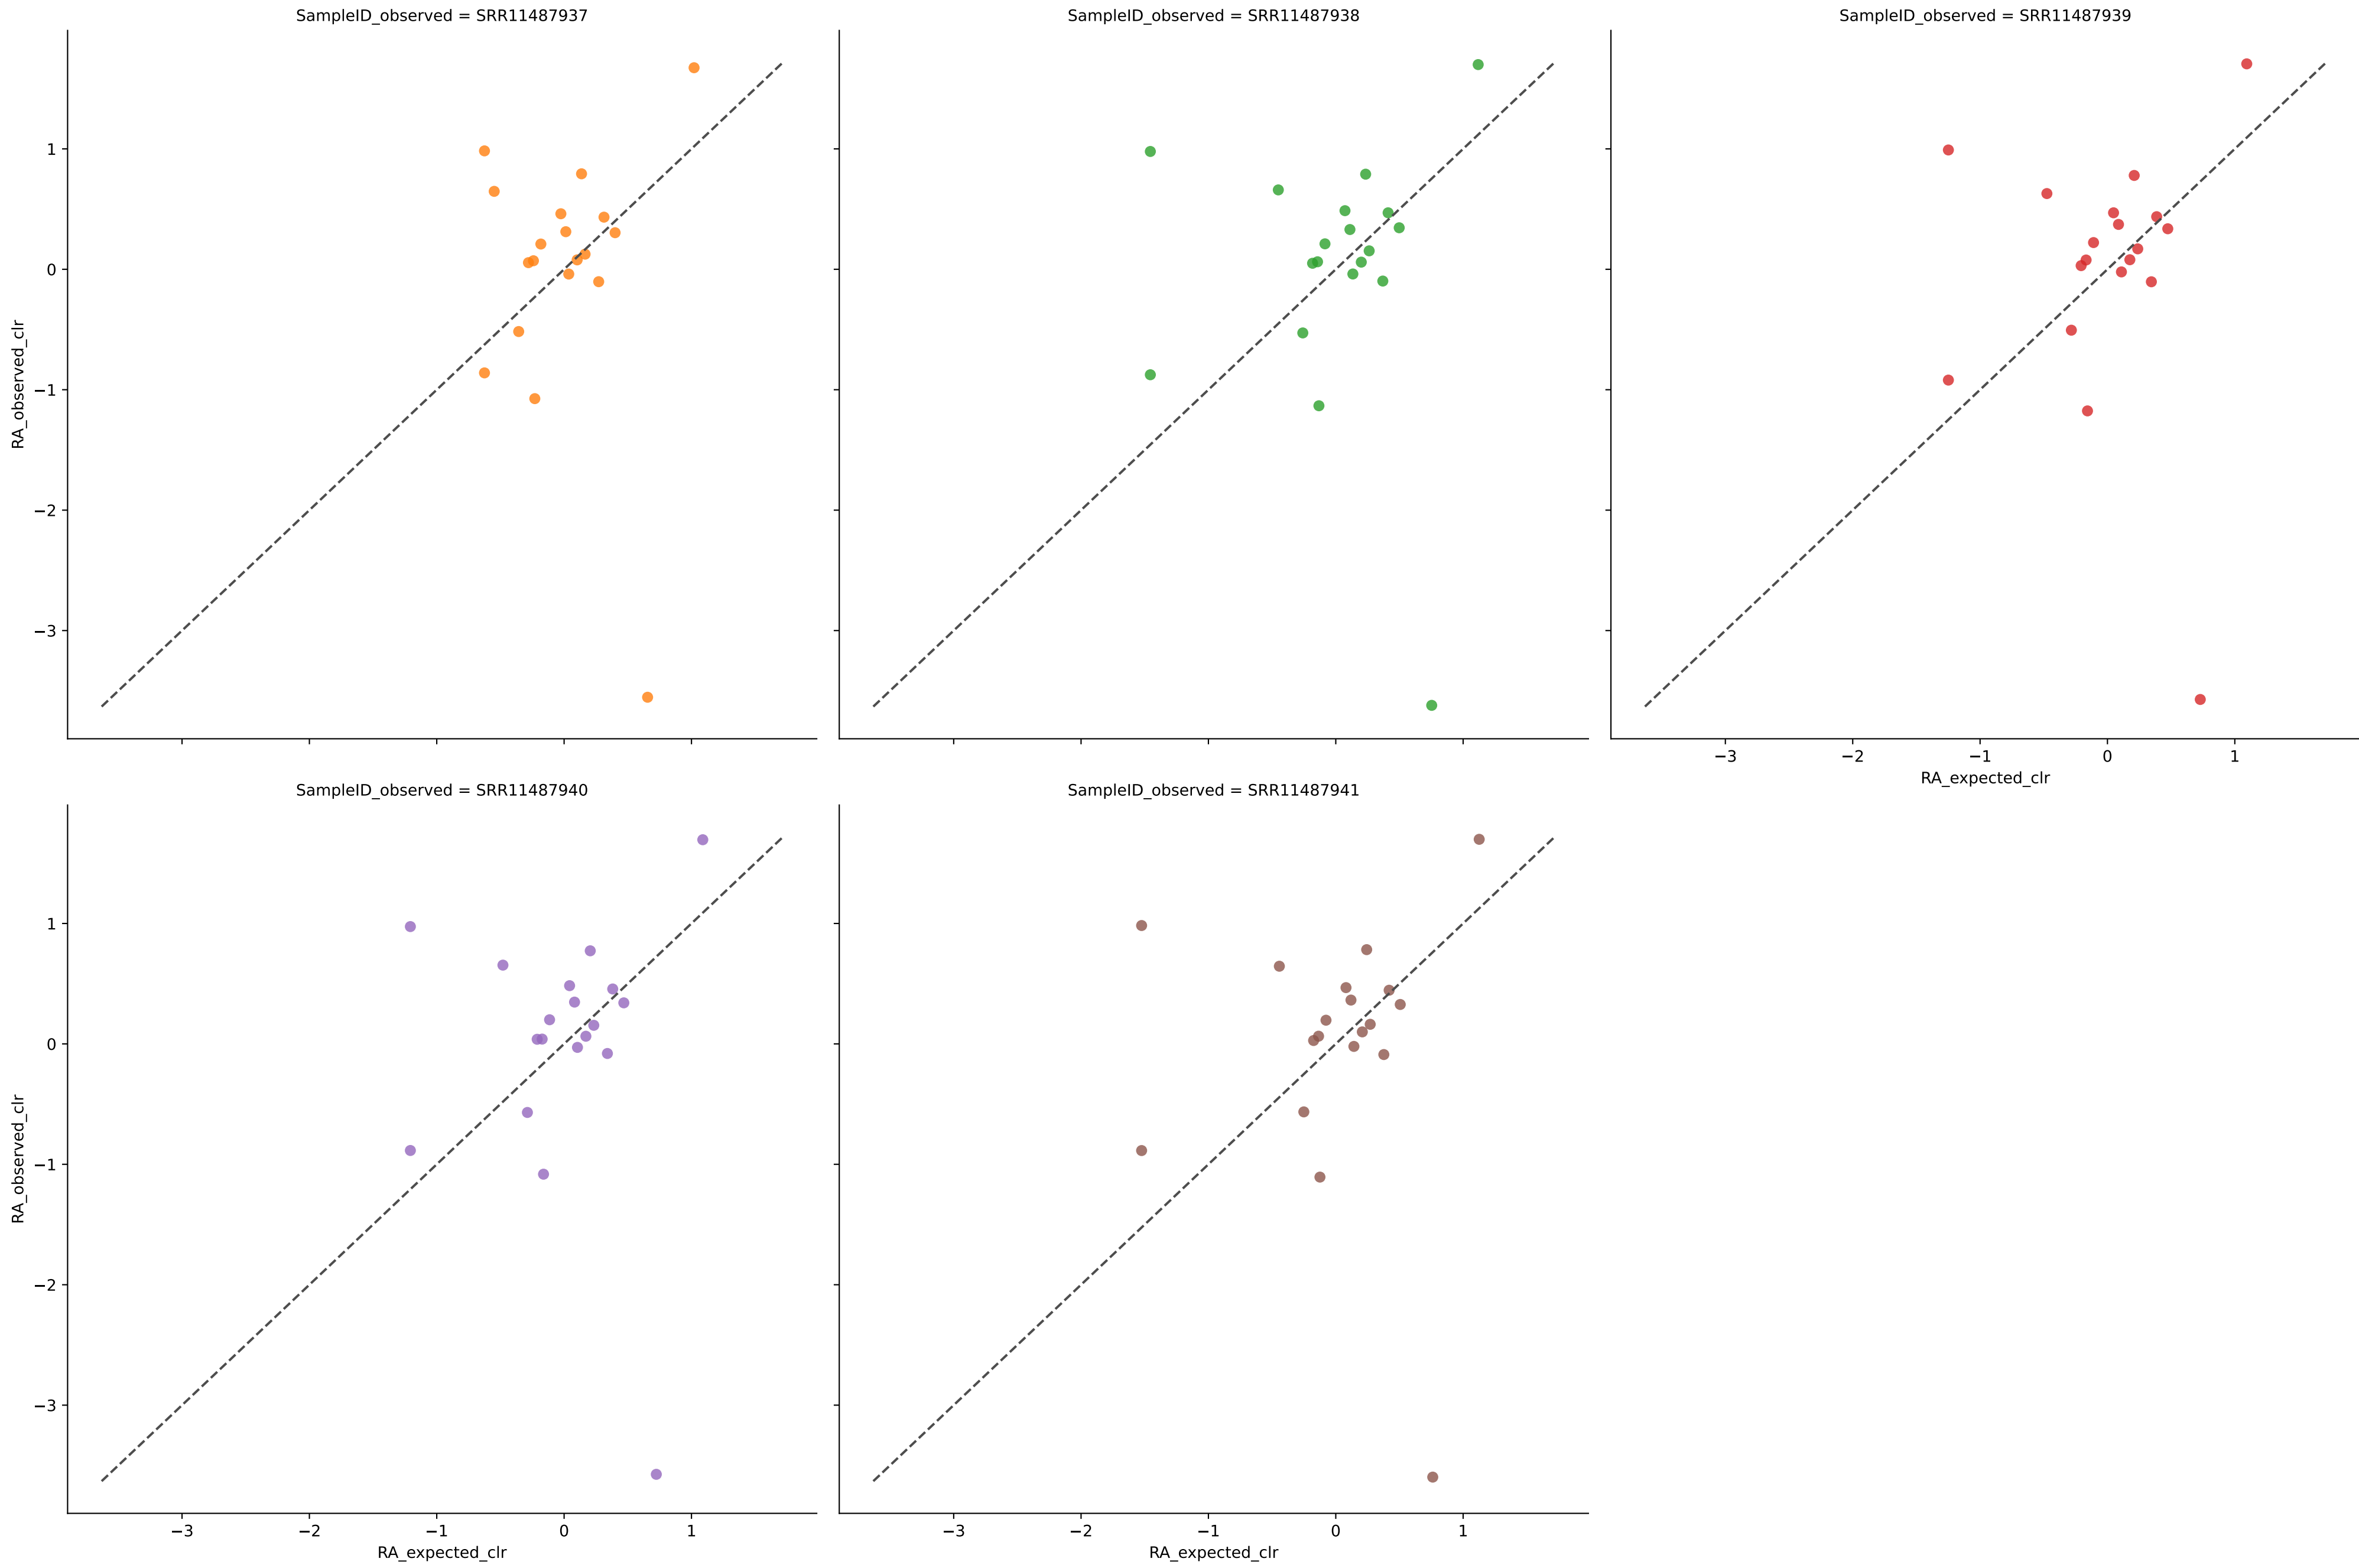 SampleID_observed = SRR11487937
SampleID_observed = SRR11487938
SampleID_observed = SRR11487939
RA_observed_clr
1
0
−1
−2
−3
−3 −2 −1 0 1
RA_expected_clr
SampleID_observed = SRR11487940
SampleID_observed = SRR11487941
RA_observed_clr
1
0
−1
−2
−3
−3 −2 −1 0 1
RA_expected_clr
−3 −2 −1 0 1
RA_expected_clr